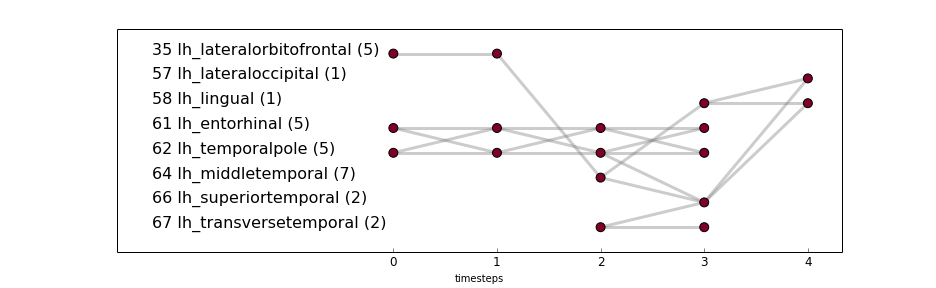 35 lh_lateralorbitofrontal (5)
57 lh_lateraloccipital (1)
58 lh_lingual (1)
61 lh_entorhinal (5)
62 lh_temporalpole (5)
64 lh_middletemporal (7)
66 lh_superiortemporal (2)
67 lh_transversetemporal (2)
0 1 2 3 4
timesteps